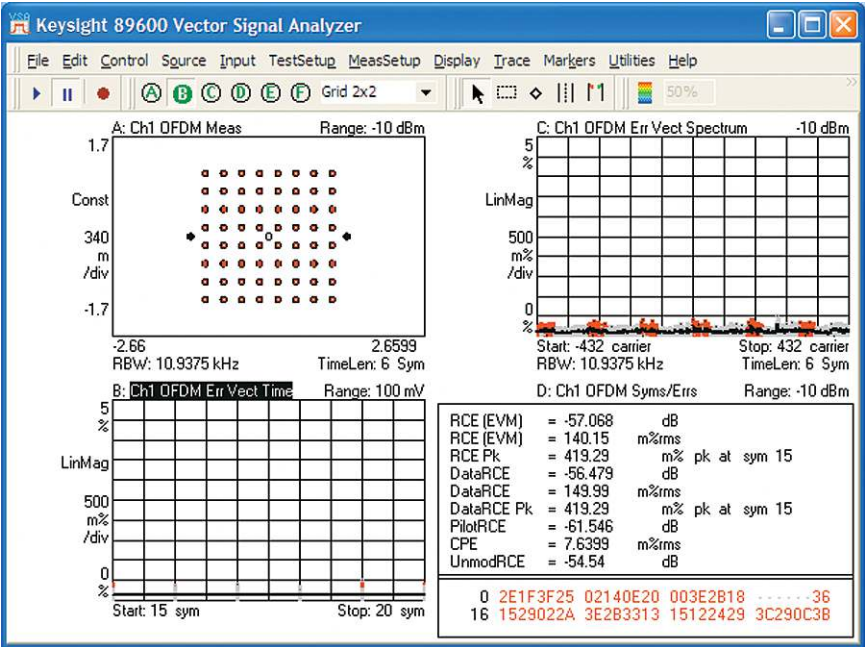 Keysight 89600 Vector Signal Analyzer
File Edit Control Source Input TestSetup MeasSetup Display Trace Markers Utilities Help
A B C D E F Grid 2x2 50%
A: Ch1 OFDM Meas Range: -10 dBm
1.7
Const
340
m
/div
-1.7
-2.66 2.6599
RBW: 10.9375 kHz TimeLen: 6 Sym
C: Ch1 OFDM Err Vect Spectrum -10 dBm
5
%
LinMag
500
m%
/div
0
%
Start: -432 carrier Stop: 432 carrier
RBW: 10.9375 kHz TimeLen: 6 Sym
B: Ch1 OFDM Err Vect Time Range: 100 mV
5
%
LinMag
500
m%
/div
0
%
Start: 15 sym Stop: 20 sym
D: Ch1 OFDM Syms/Errs Range: -10 dBm
RCE (EVM) = -57.068 dB
RCE (EVM) = 140.15 m%rms
RCE Pk = 419.29 m% pk at sym 15
DataRCE = -56.479 dB
DataRCE = 149.99 m%rms
DataRCE Pk = 419.29 m% pk at sym 15
PilotRCE = -61.546 dB
CPE = 7.6399 m%rms
UnmodRCE = -54.54 dB
0 2E1F3F25 02140E20 003E2B18 ------36
16 1529022A 3E2B3313 15122429 3C290C3B